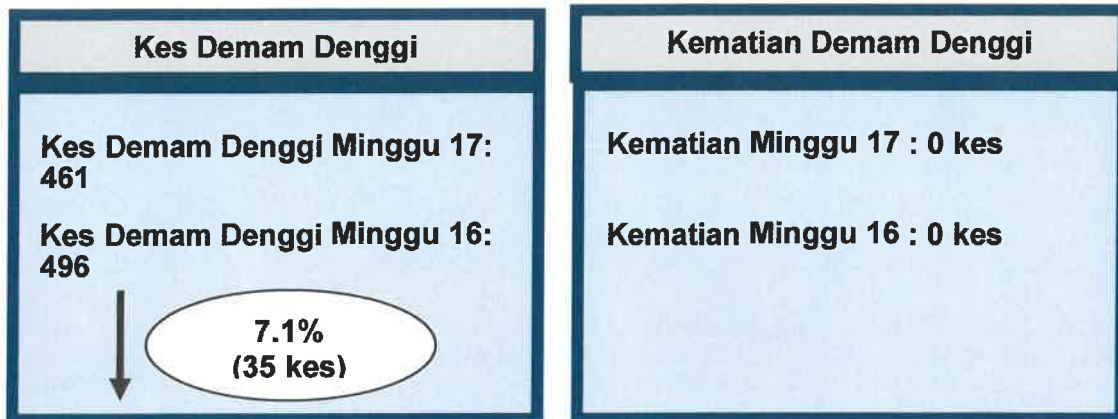 Kes Demam Denggi
Kes Demam Denggi Minggu 17:
461
Kes Demam Denggi Minggu 16:
496
7.1%
(35 kes)
Kematian Demam Denggi
Kematian Minggu 17 : 0 kes
Kematian Minggu 16 : 0 kes